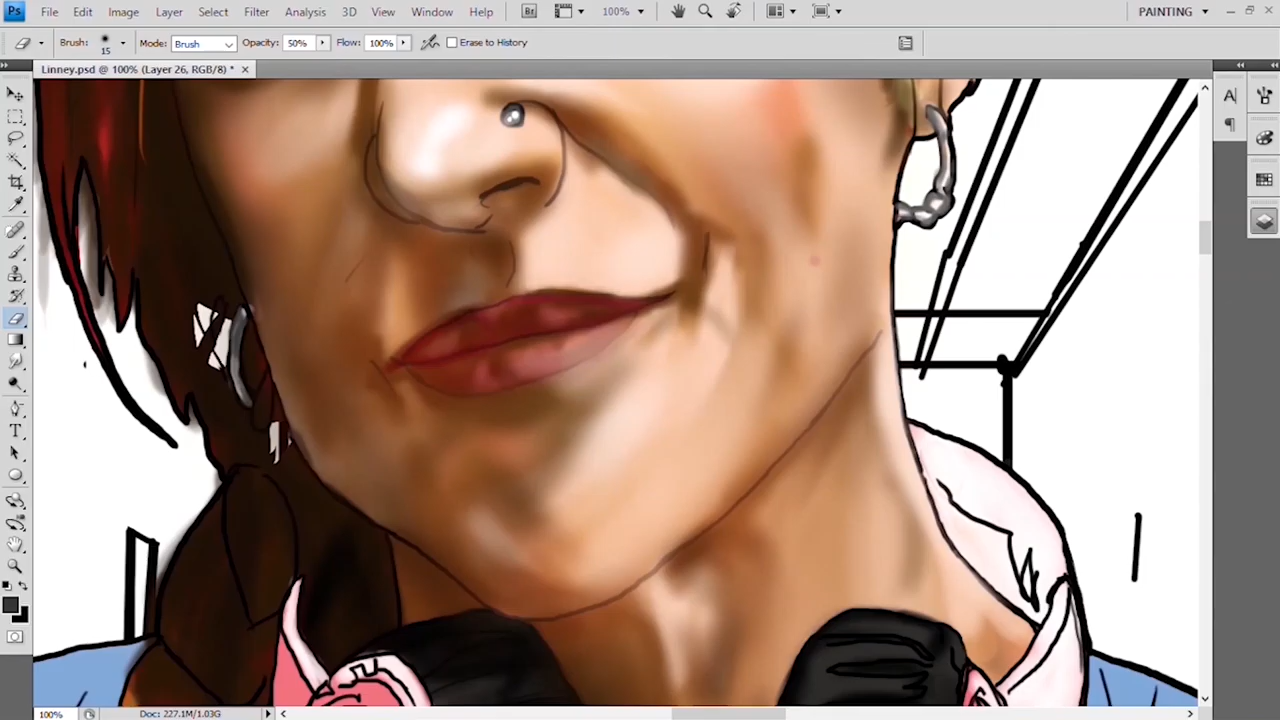 Ps File Edit Image Layer Select Filter Analysis 3D View Window Help Br 100% PAINTING
Brush: 15 Mode: Brush Opacity: 50% Flow: 100% Erase to History
Linney.psd @ 100% (Layer 26, RGB/8) *
100% Doc: 227.1M/1.03G